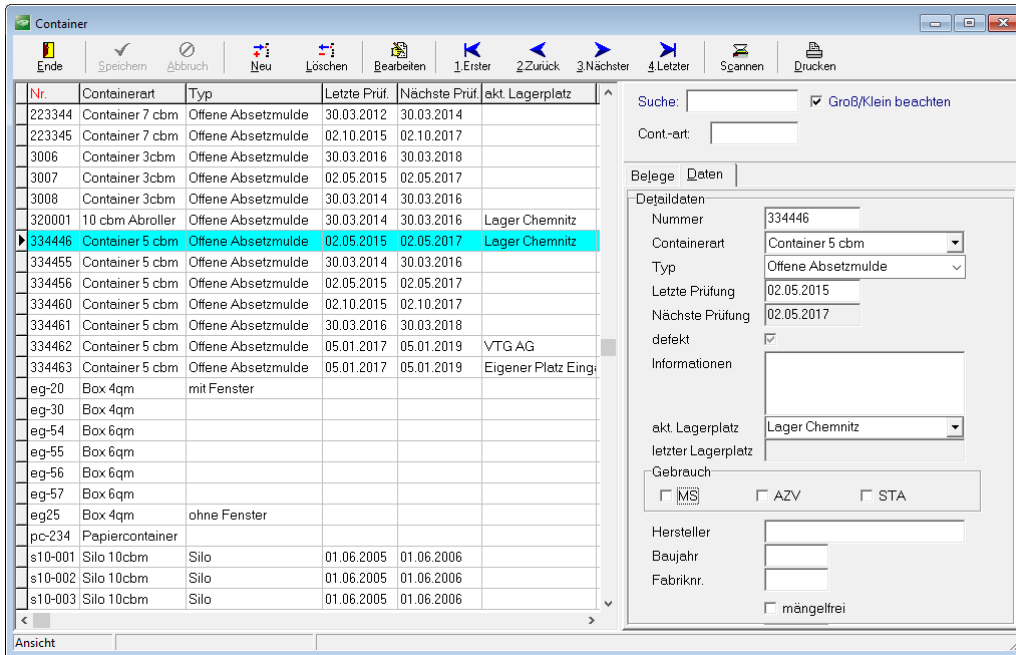 Container
Ende Speichern Abbruch Neu Löschen Bearbeiten 1.Erster 2.Zurück 3.Nächster 4.Letzter Scannen Drucken
Nr. Containerart Typ Letzte Prüf. Nächste Prüf. akt. Lagerplatz
223344 Container 7 cbm Offene Absetzmulde 30.03.2012 30.03.2014
223345 Container 7 cbm Offene Absetzmulde 02.10.2015 02.10.2017
3006 Container 3cbm Offene Absetzmulde 30.03.2016 30.03.2018
3007 Container 3cbm Offene Absetzmulde 02.05.2015 02.05.2017
3008 Container 3cbm Offene Absetzmulde 30.03.2014 30.03.2016
320001 10 cbm Abroller Offene Absetzmulde 30.03.2014 30.03.2016 Lager Chemnitz
334446 Container 5 cbm Offene Absetzmulde 02.05.2015 02.05.2017 Lager Chemnitz
334455 Container 5 cbm Offene Absetzmulde 30.03.2014 30.03.2016
334456 Container 5 cbm Offene Absetzmulde 02.05.2015 02.05.2017
334460 Container 5 cbm Offene Absetzmulde 02.10.2015 02.10.2017
334461 Container 5 cbm Offene Absetzmulde 30.03.2016 30.03.2018
334462 Container 5 cbm Offene Absetzmulde 05.01.2017 05.01.2019 VTG AG
334463 Container 5 cbm Offene Absetzmulde 05.01.2017 05.01.2019 Eigener Platz Einga
eg-20 Box 4qm mit Fenster
eg-30 Box 4qm
eg-54 Box 6qm
eg-55 Box 6qm
eg-56 Box 6qm
eg-57 Box 6qm
eg25 Box 4qm ohne Fenster
pc-234 Papiercontainer
s10-001 Silo 10cbm Silo 01.06.2005 01.06.2006
s10-002 Silo 10cbm Silo 01.06.2005 01.06.2006
s10-003 Silo 10cbm Silo 01.06.2005 01.06.2006
Suche: Groß/Klein beachten
Cont.-art:
Belege Daten
Detaildaten
Nummer 334446
Containerart Container 5 cbm
Typ Offene Absetzmulde
Letzte Prüfung 02.05.2015
Nächste Prüfung 02.05.2017
defekt
Informationen
akt. Lagerplatz Lager Chemnitz
letzter Lagerplatz
Gebrauch
MS AZV STA
Hersteller
Baujahr
Fabriknr.
mängelfrei
Ansicht